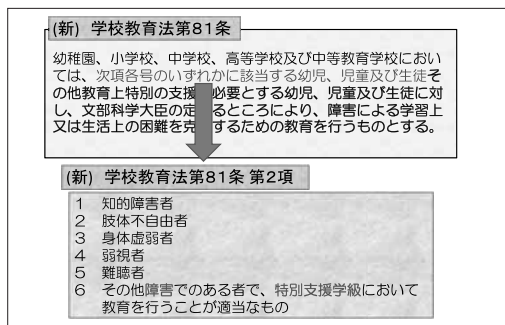 (新) 学校教育法第81条
幼稚園、小学校、中学校、高等学校及び中等教育学校におい
ては、次項各号のいずれかに該当する幼児、児童及び生徒そ
の他教育上特別の支援 必要とする幼児、児童及び生徒に対
し、文部科学大臣の定 るところにより、障害による学習上
又は生活上の困難を克 するための教育を行うものとする。
(新) 学校教育法第81条 第2項
1 知的障害者
2 肢体不自由者
3 身体虚弱者
4 弱視者
5 難聴者
6 その他障害でのある者で、特別支援学級において
教育を行うことが適当なもの